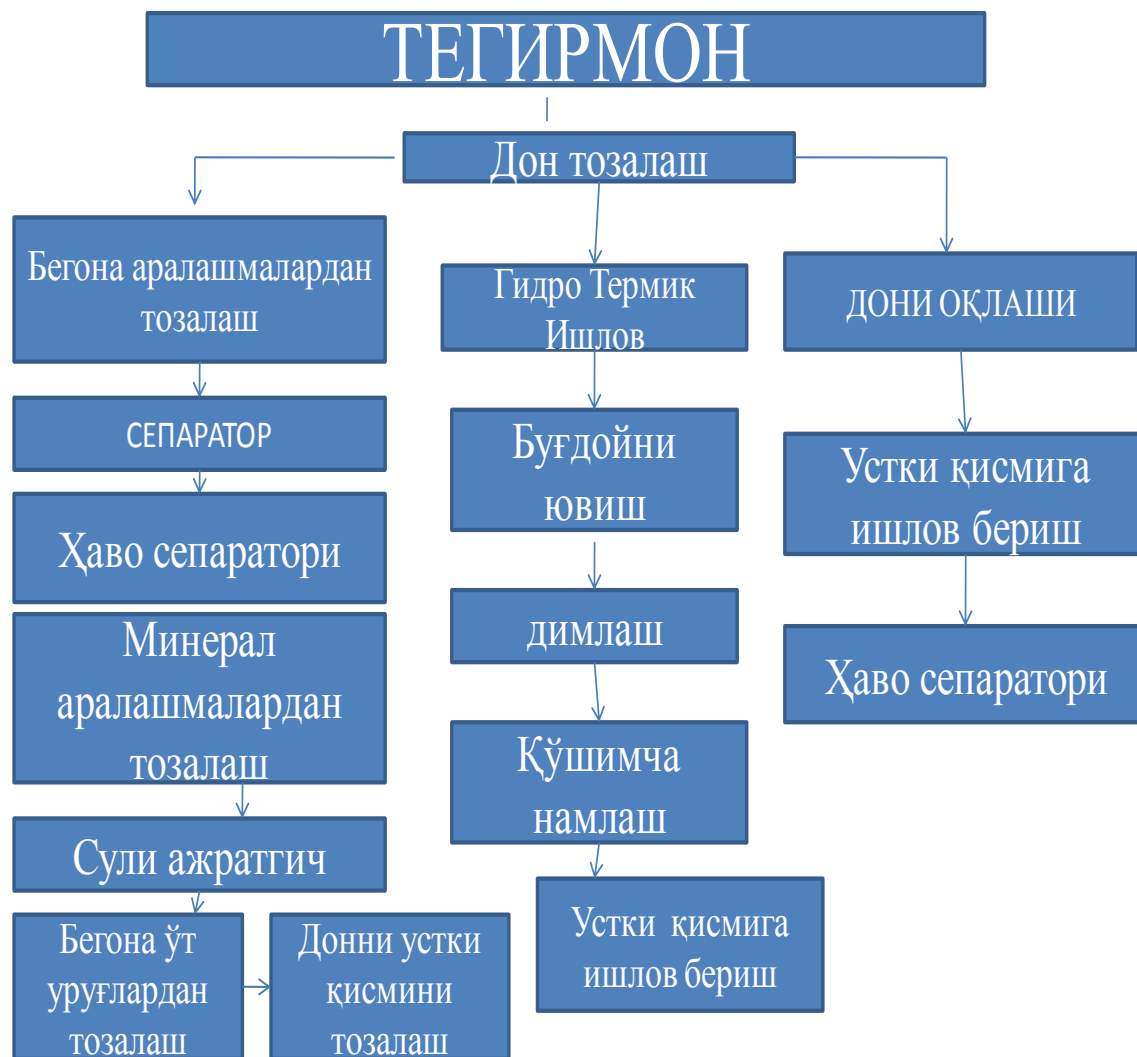 ТЕГИРМОН
Дон тозалаш
Бегона аралашмалардан
тозалаш
СЕПАРАТОР
Ҳаво сепаратори
Минерал
аралашмалардан
тозалаш
Сули ажратгич
Бегона ўт
уруғлардан
тозалаш
Донни устки
қисмини
тозалаш
Гидро Термик
Ишлов
Буғдойни
ювиш
димлаш
Қўшимча
намлаш
Устки қисмига
ишлов бериш
ДОНИ ОҚЛАШИ
Устки қисмига
ишлов бериш
Ҳаво сепаратори